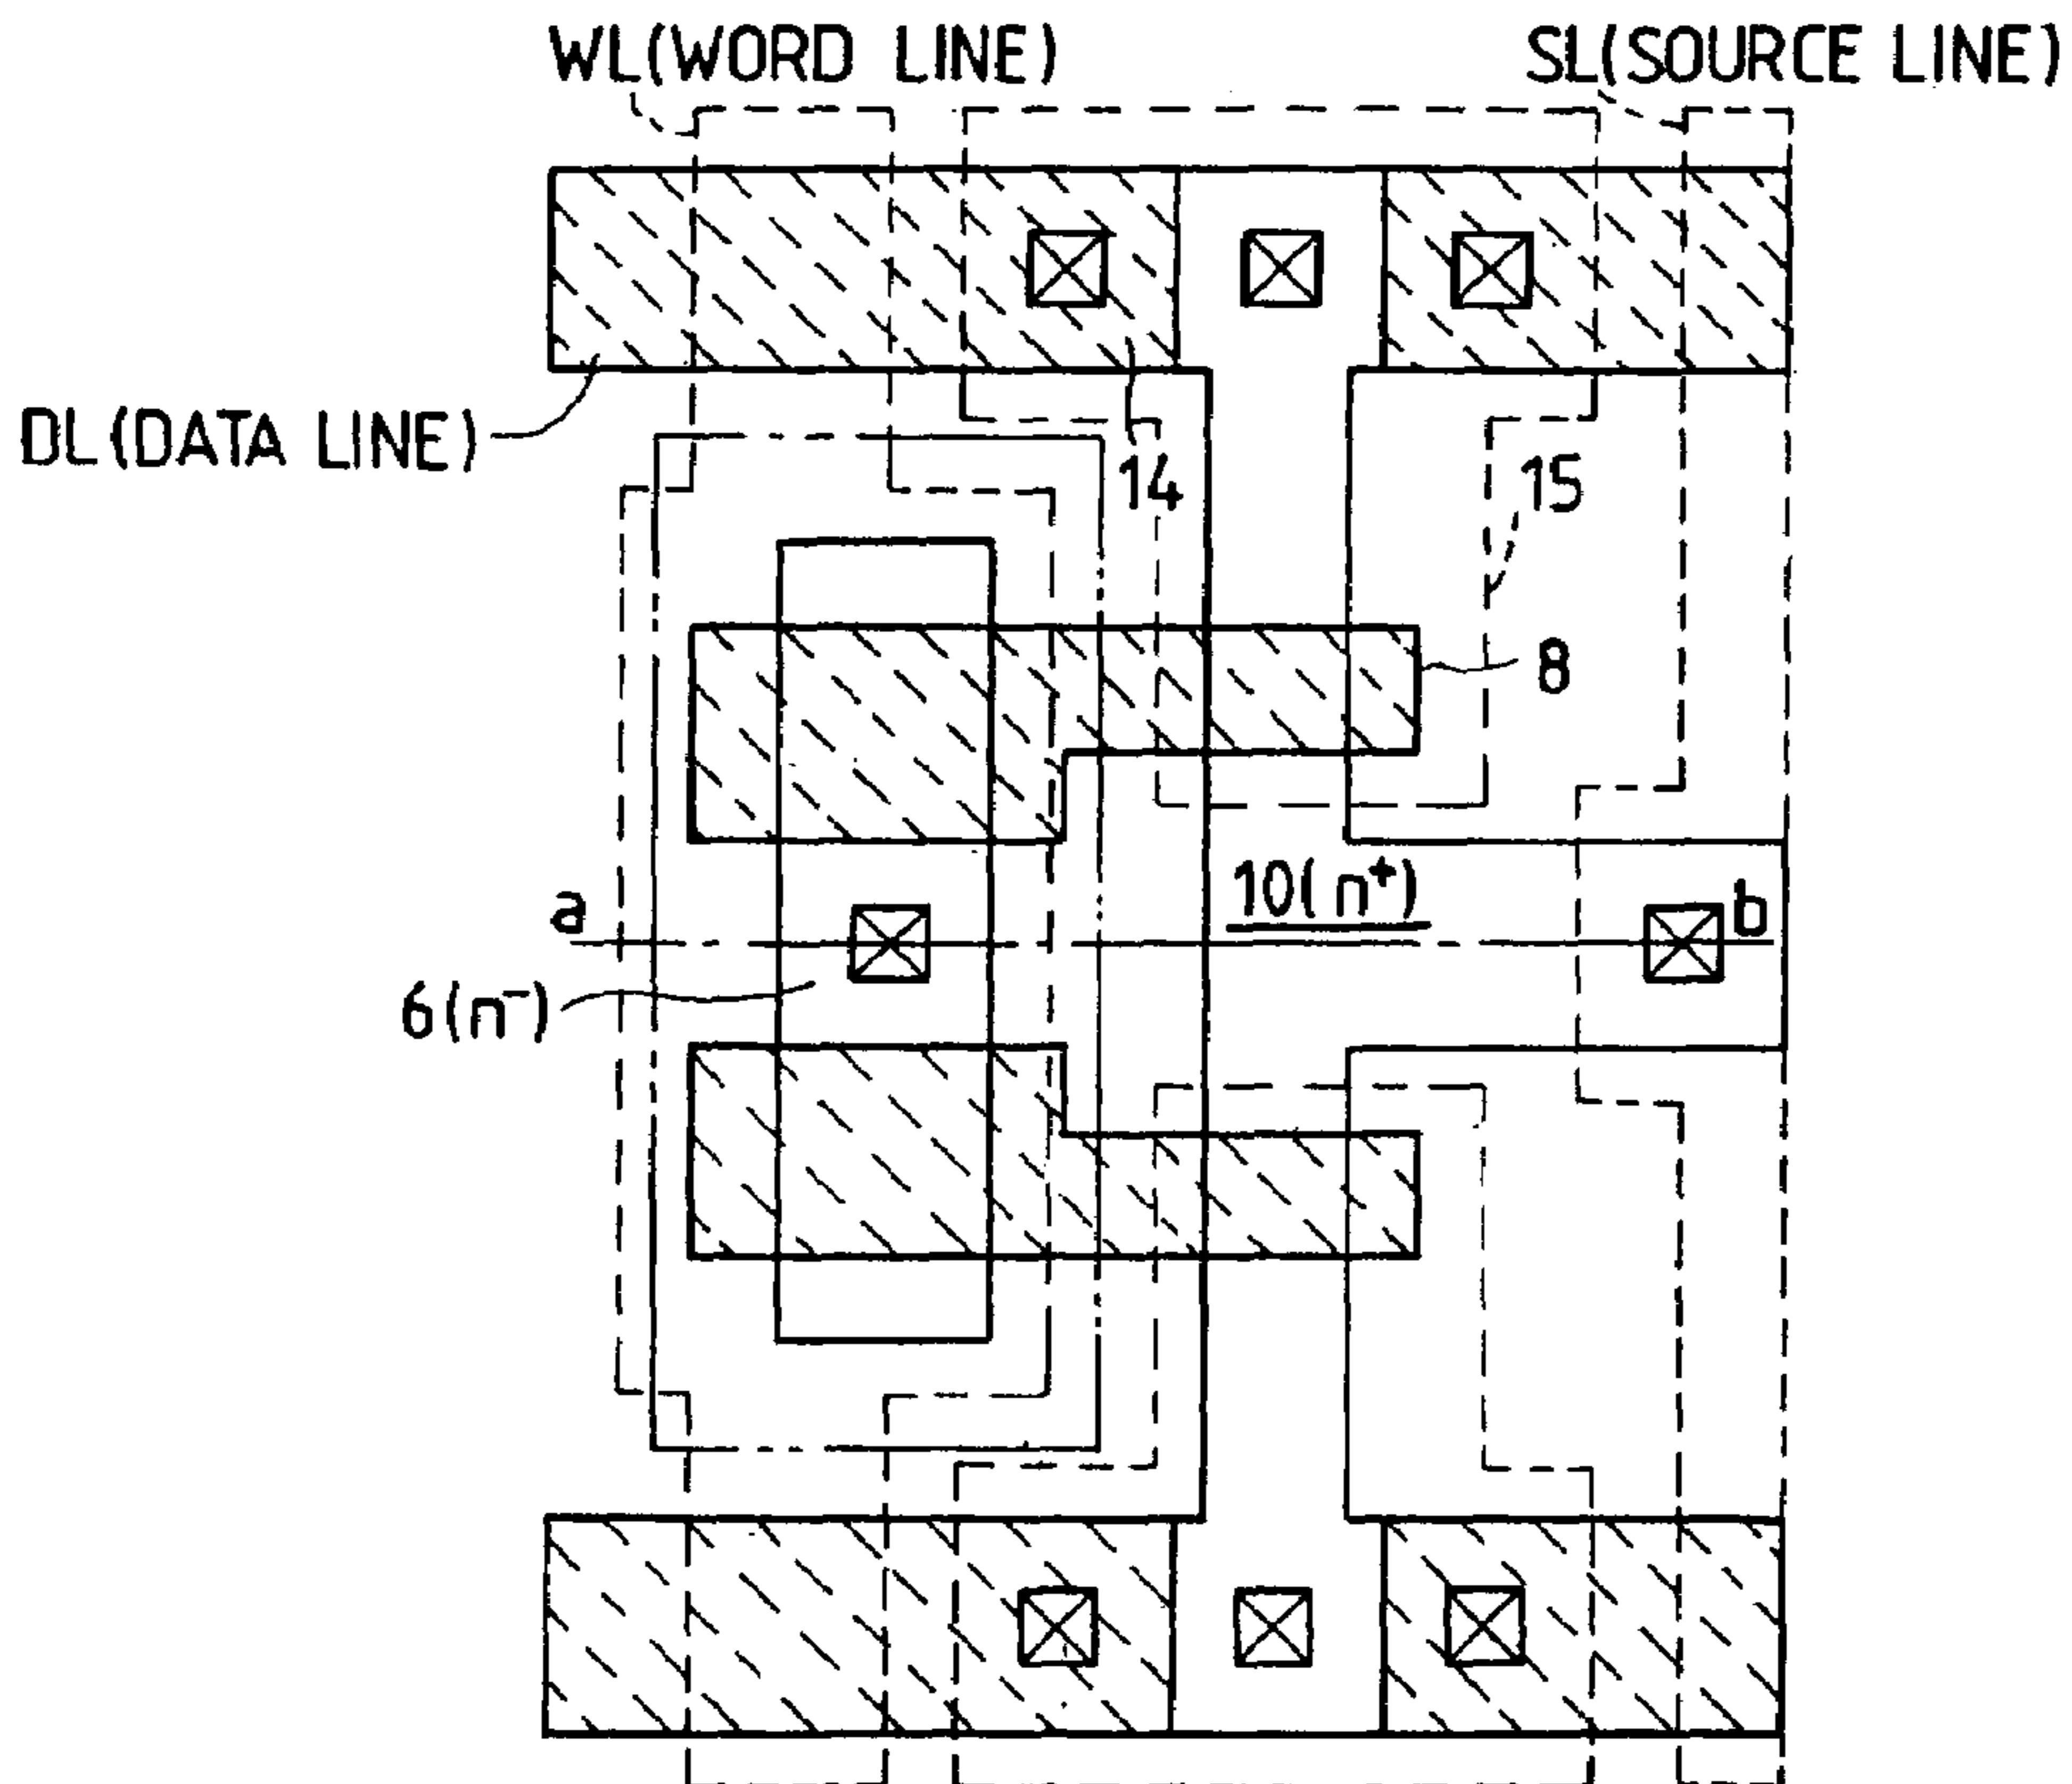 WL(WORD LINE)
SL(SOURCE LINE)
DL(DATA LINE)
14
15
8
10(n⁺)
a
b
6(n⁻)